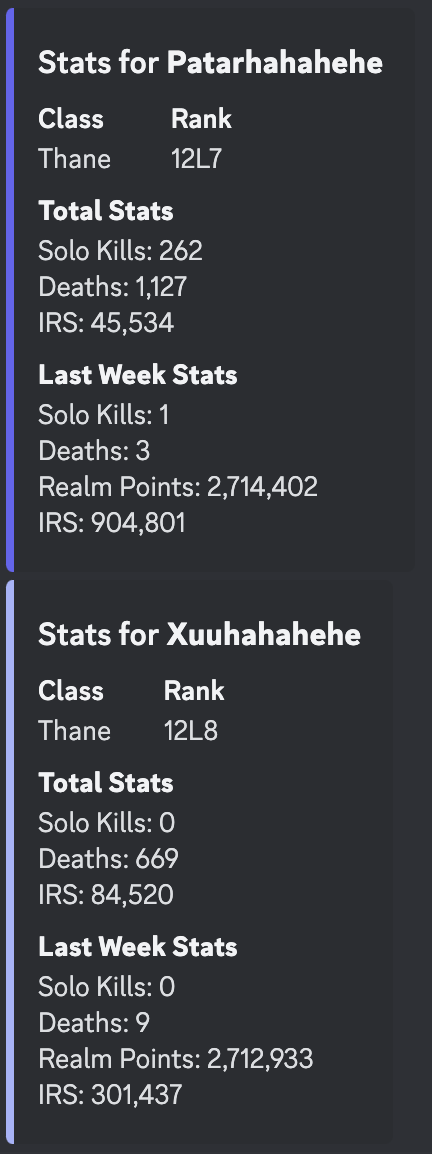 Stats for Patarhahahehe
Class Rank
Thane 12L7
Total Stats
Solo Kills: 262
Deaths: 1,127
IRS: 45,534
Last Week Stats
Solo Kills: 1
Deaths: 3
Realm Points: 2,714,402
IRS: 904,801
Stats for Xuuhahahehe
Class Rank
Thane 12L8
Total Stats
Solo Kills: 0
Deaths: 669
IRS: 84,520
Last Week Stats
Solo Kills: 0
Deaths: 9
Realm Points: 2,712,933
IRS: 301,437